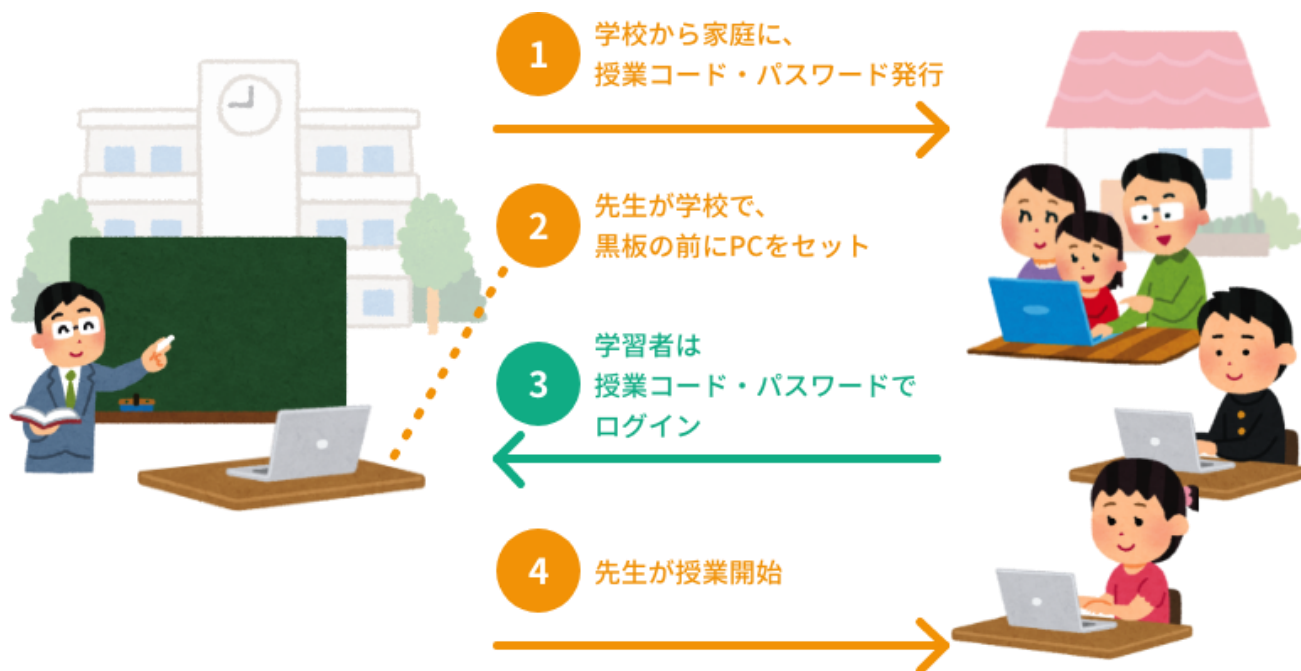 1
学校から家庭に、
授業コード・パスワード発行
2
先生が学校で、
黒板の前にPCをセット
3
学習者は
授業コード・パスワードで
ログイン
4
先生が授業開始